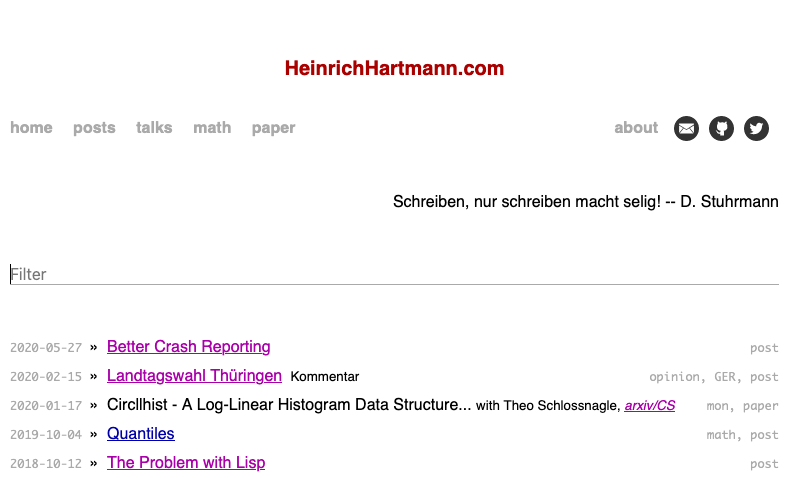 HeinrichHartmann.com
home posts talks math paper about
Schreiben, nur schreiben macht selig! -- D. Stuhrmann
Filter
2020-05-27 » Better Crash Reporting post
2020-02-15 » Landtagswahl Thüringen Kommentar opinion, GER, post
2020-01-17 » Circllhist - A Log-Linear Histogram Data Structure... with Theo Schlossnagle, arxiv/CS mon, paper
2019-10-04 » Quantiles math, post
2018-10-12 » The Problem with Lisp post